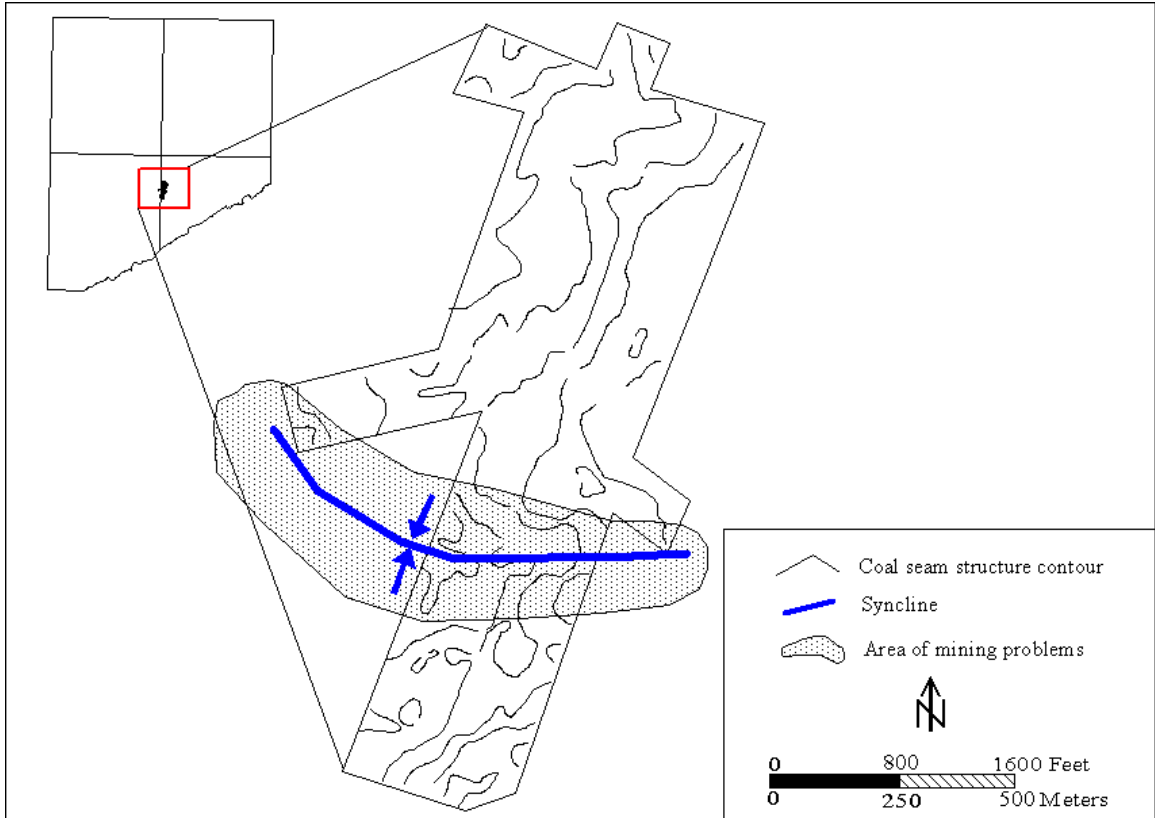 Coal seam structure contour
Syncline
Area of mining problems
N
0 800 1600 Feet
0 250 500 Meters